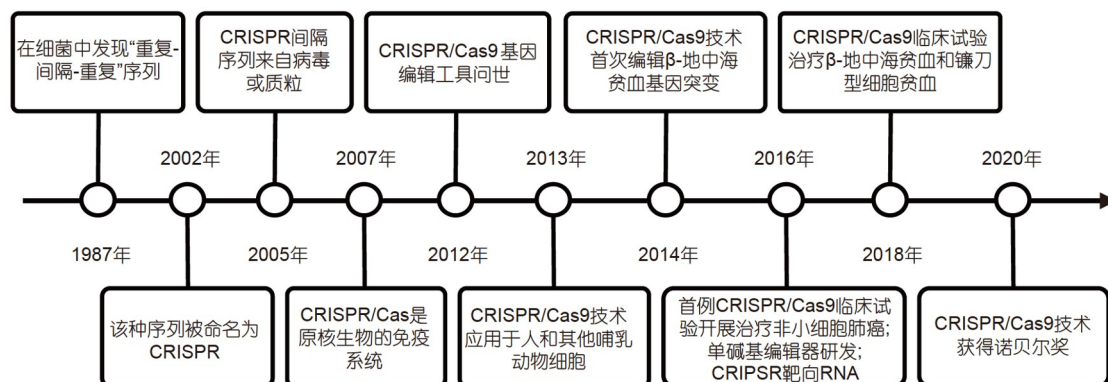 在细菌中发现“重复-
间隔-重复”序列
CRISPR间隔
序列来自病毒
或质粒
CRISPR/Cas9基因
编辑工具问世
CRISPR/Cas9技术
首次编辑β-地中海
贫血基因突变
CRISPR/Cas9临床试验
治疗β-地中海贫血和镰刀
型细胞贫血
2002年
2007年
2013年
2016年
2020年
1987年
2005年
2012年
2014年
2018年
该种序列被命名为
CRISPR
CRISPR/Cas是
原核生物的免疫
系统
CRISPR/Cas9技术
应用于人和其他哺乳
动物细胞
首例CRISPR/Cas9临床试
验开展治疗非小细胞肺癌;
单碱基编辑器研发;
CRIPSR靶向RNA
CRISPR/Cas9技术
获得诺贝尔奖